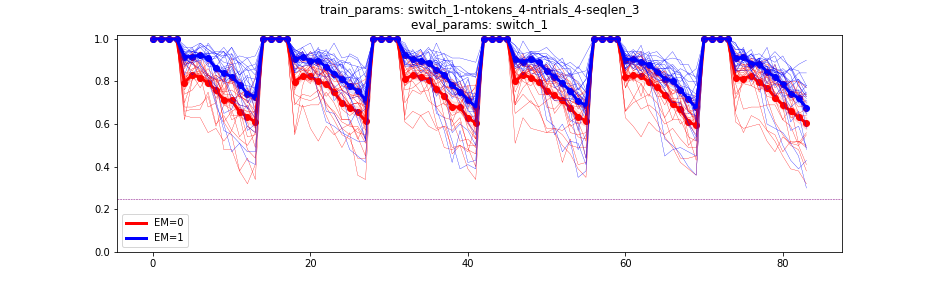 train_params: switch_1-ntokens_4-ntrials_4-seqlen_3
eval_params: switch_1
1.0
0.8
0.6
0.4
0.2
0.0
EM=0
EM=1
0 20 40 60 80